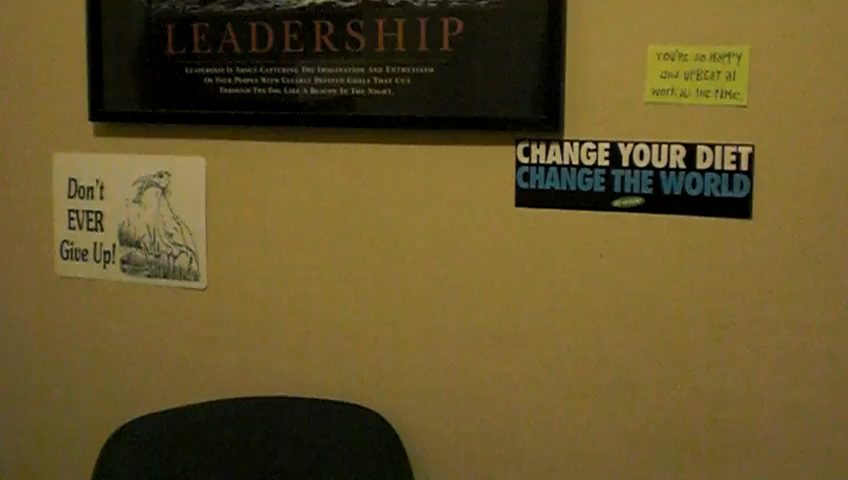 LEADERSHIP
LEADERSHIP IS ABOUT CAPTURING THE IMAGINATION AND ENTHUSIASM
OF YOUR PEOPLE WITH CLEARLY DEFINED GOALS THAT CUT
THROUGH THE FOG LIKE A BEACON IN THE NIGHT.
YOU'RE SO HAPPY
and UPBEAT at
WORK ALL THE TIME.
CHANGE YOUR DIET
CHANGE THE WORLD
Don't
EVER
Give Up!